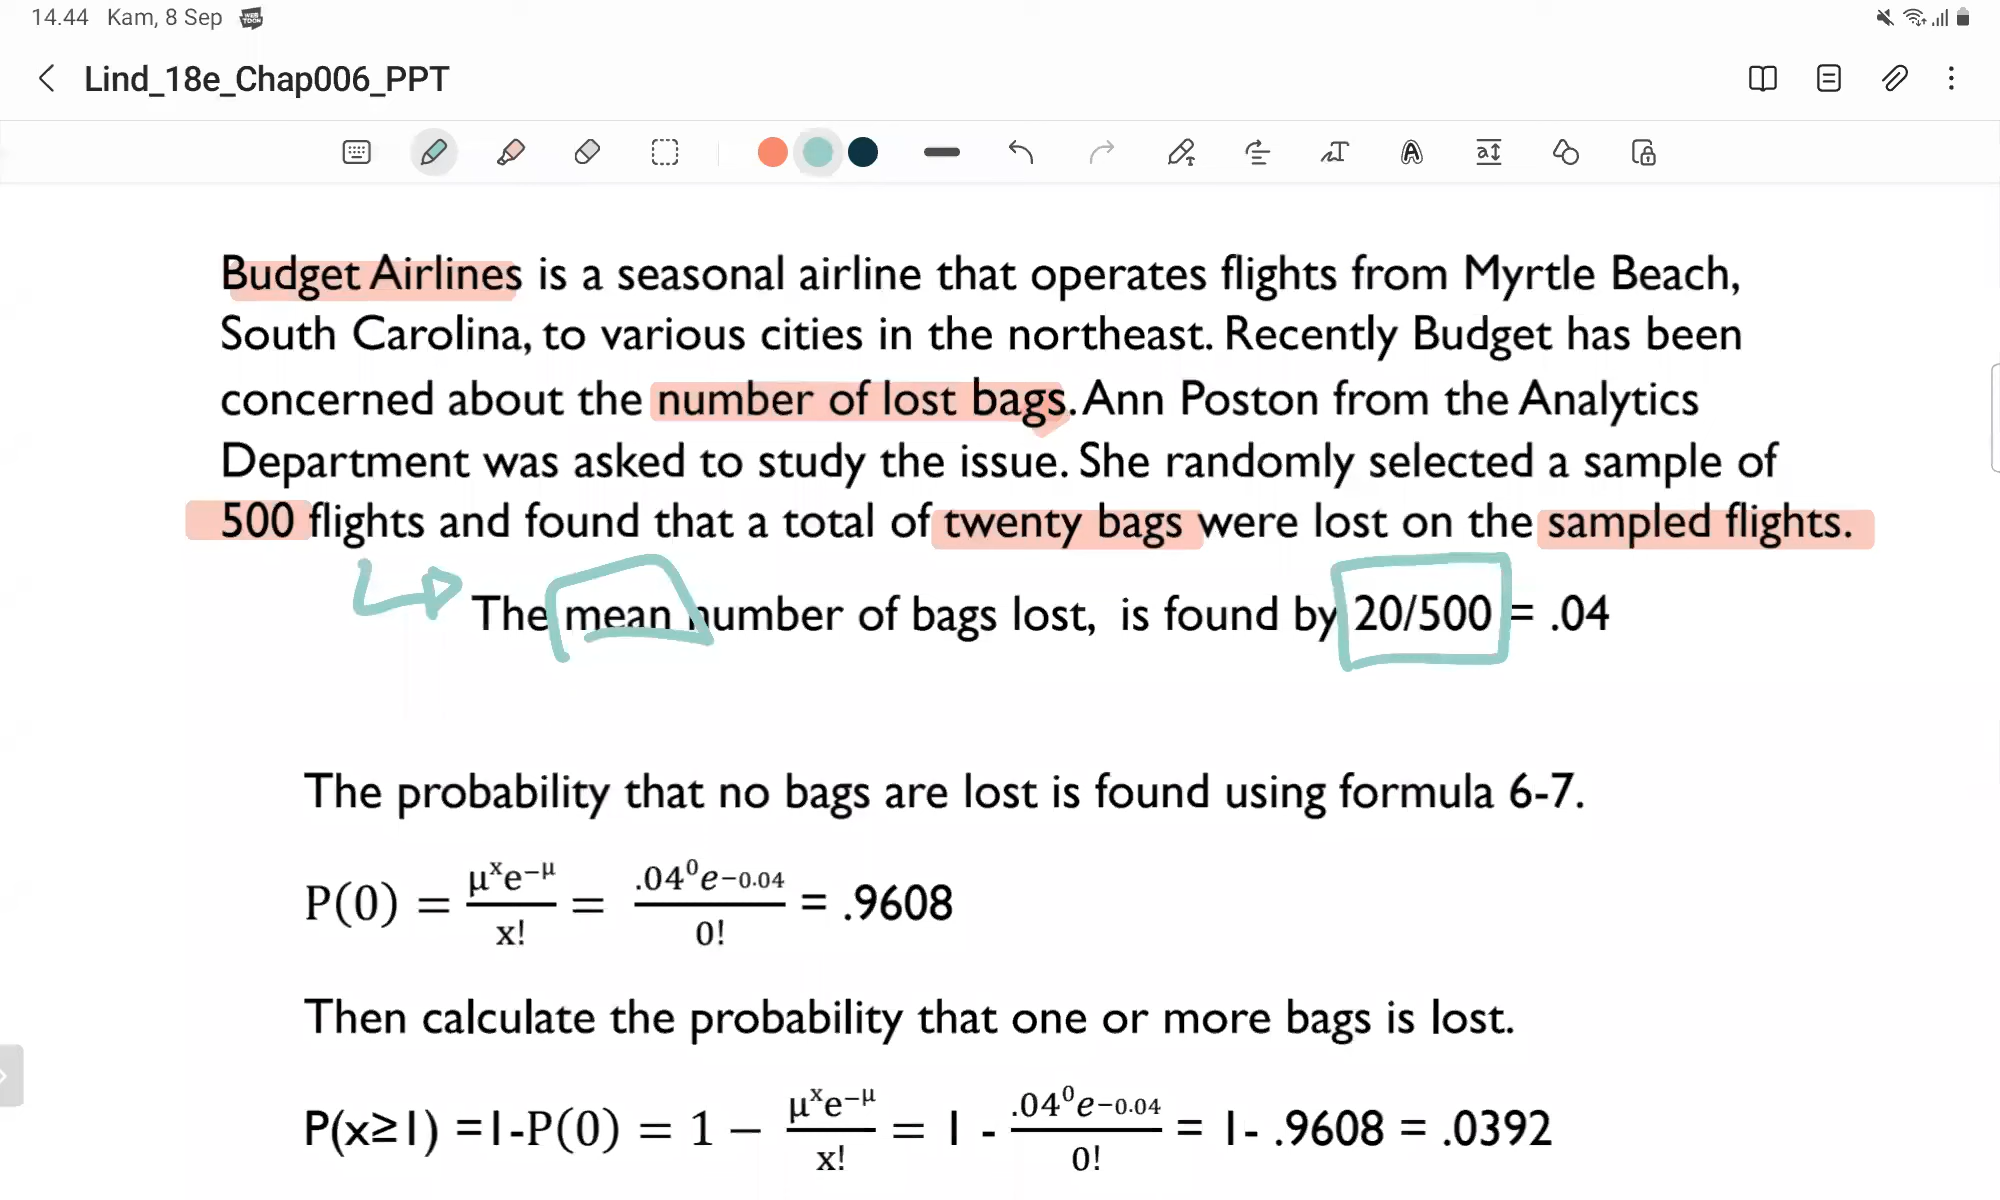 14.44 Kam, 8 Sep WEB TOON
Lind_18e_Chap006_PPT
Budget Airlines is a seasonal airline that operates flights from Myrtle Beach,
South Carolina, to various cities in the northeast. Recently Budget has been
concerned about the number of lost bags. Ann Poston from the Analytics
Department was asked to study the issue. She randomly selected a sample of
500 flights and found that a total of twenty bags were lost on the sampled flights.
The mean number of bags lost, is found by 20/500 = .04
The probability that no bags are lost is found using formula 6-7.
P(0) = μˣe⁻μ/x! = .04⁰e−0.04/0! = .9608
Then calculate the probability that one or more bags is lost.
P(x≥1) =1-P(0) = 1 − μˣe⁻μ/x! = 1 - .04⁰e−0.04/0! = 1- .9608 = .0392